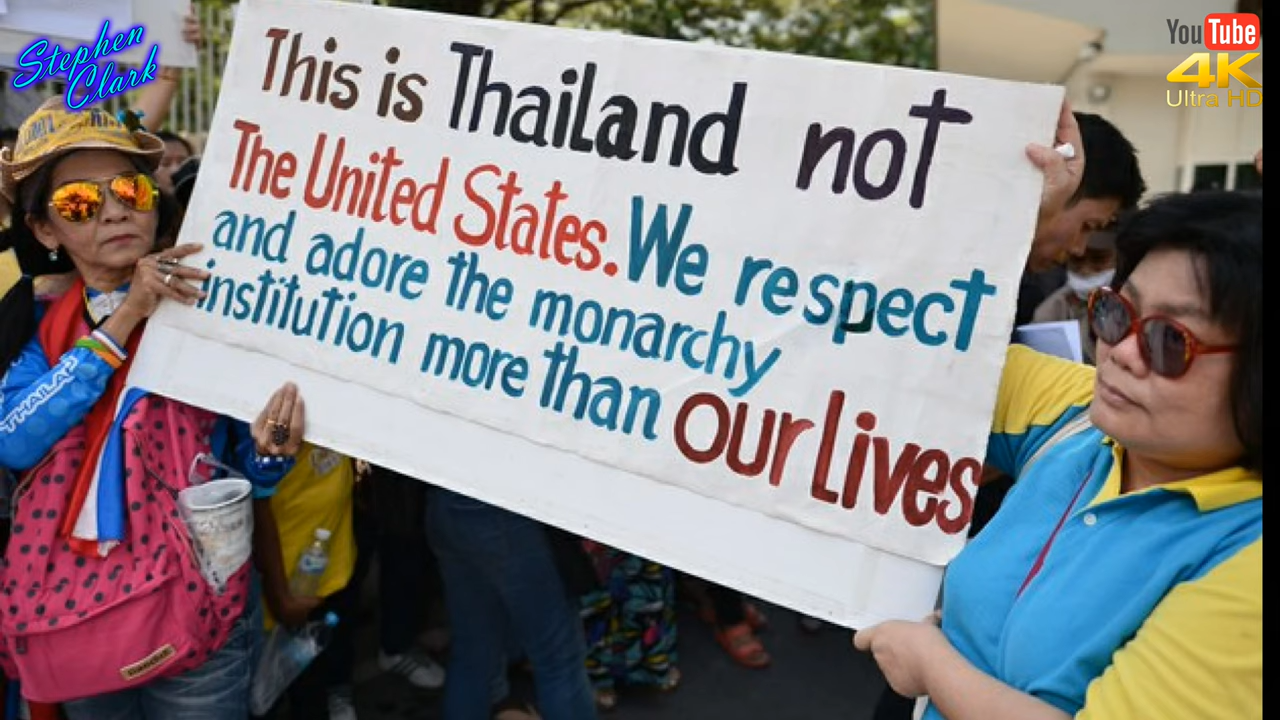 Stephen
Clark
YouTube
4K
Ultra HD
This is Thailand not
The United States. We respect
and adore the monarchy
institution more than our Lives
THAILAND